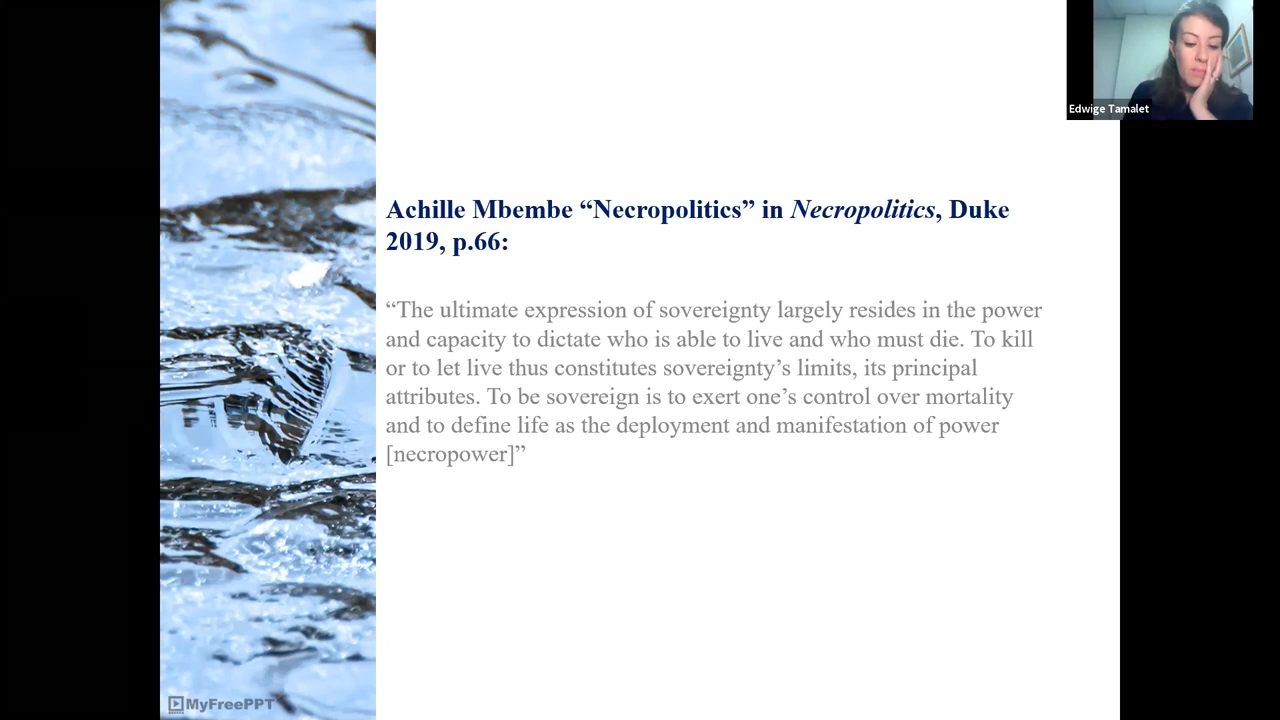 Edwige Tamalet
Achille Mbembe “Necropolitics” in Necropolitics, Duke
2019, p.66:
“The ultimate expression of sovereignty largely resides in the power
and capacity to dictate who is able to live and who must die. To kill
or to let live thus constitutes sovereignty’s limits, its principal
attributes. To be sovereign is to exert one’s control over mortality
and to define life as the deployment and manifestation of power
[necropower]”
MyFreePPT